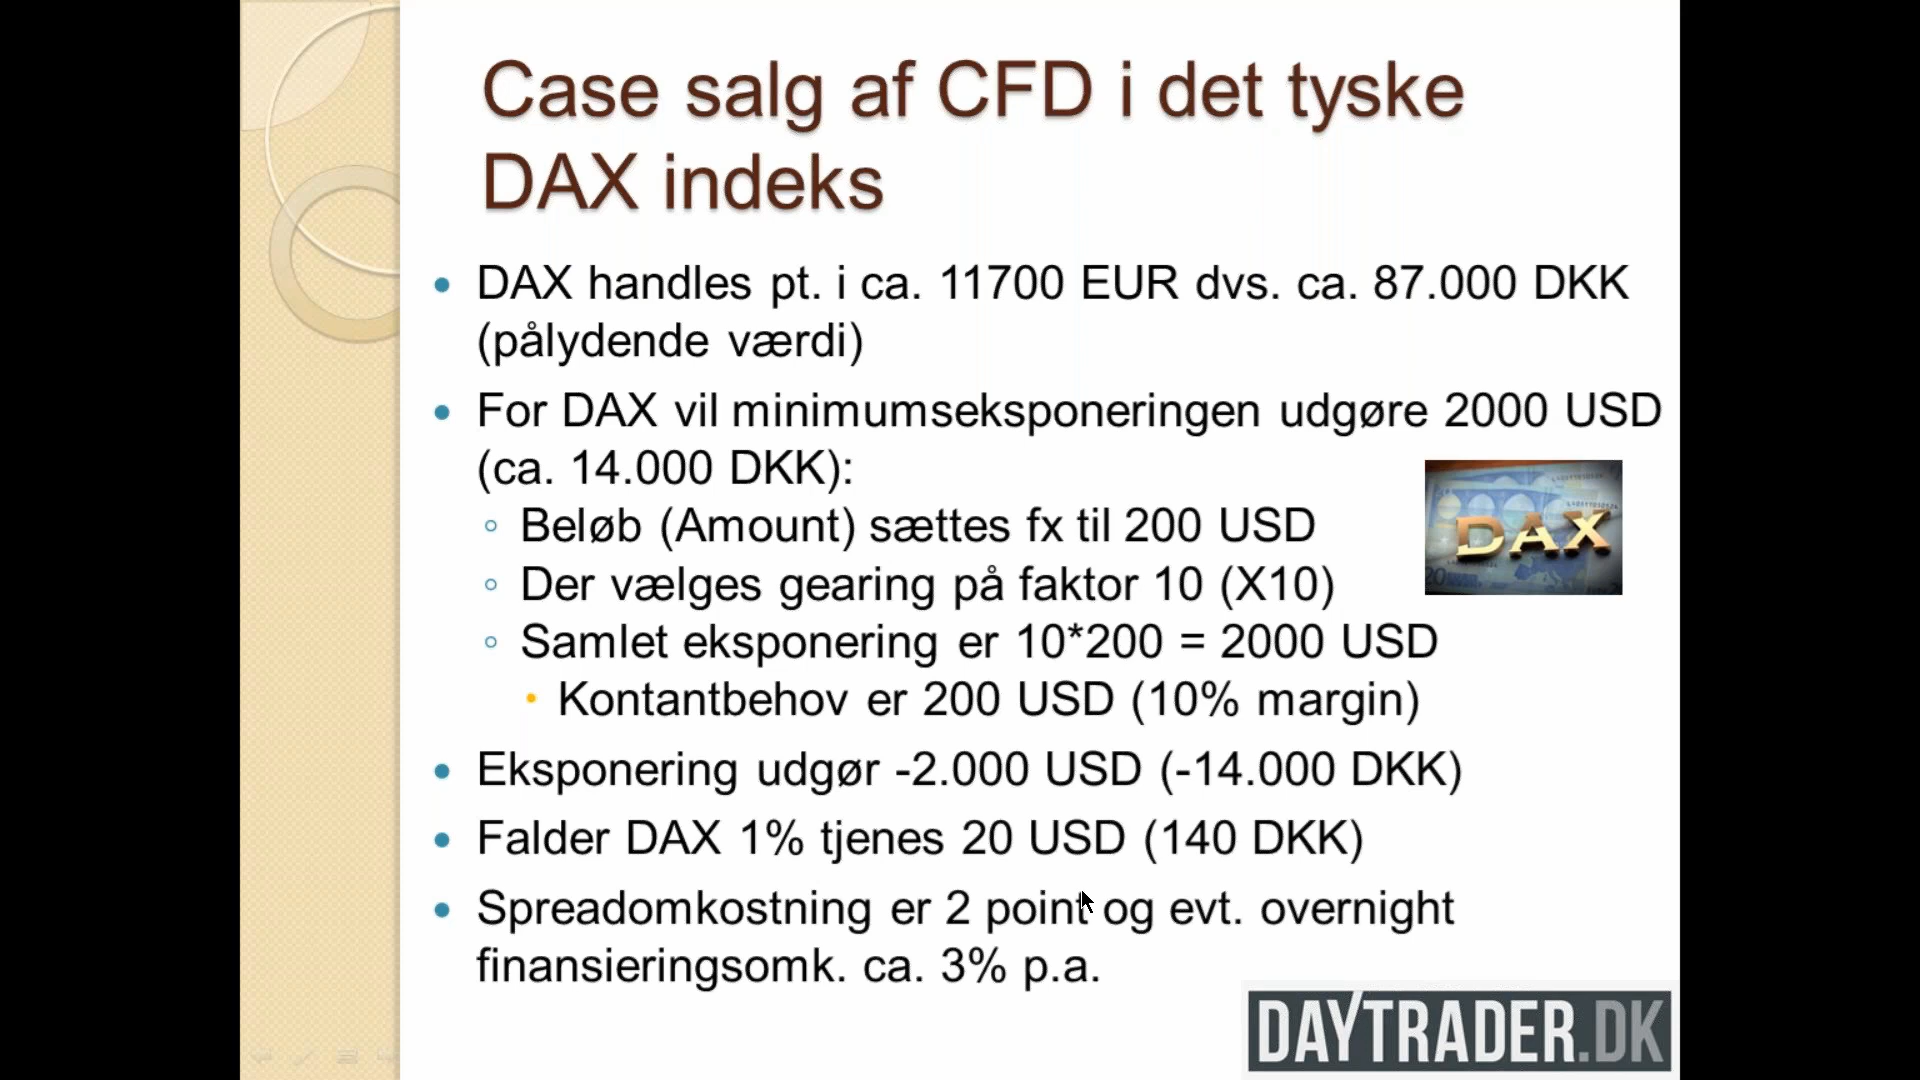 Case salg af CFD i det tyske
DAX indeks
DAX handles pt. i ca. 11700 EUR dvs. ca. 87.000 DKK
(pålydende værdi)
For DAX vil minimumseksponeringen udgøre 2000 USD
(ca. 14.000 DKK):
Beløb (Amount) sættes fx til 200 USD
Der vælges gearing på faktor 10 (X10)
Samlet eksponering er 10*200 = 2000 USD
Kontantbehov er 200 USD (10% margin)
DAX
Eksponering udgør -2.000 USD (-14.000 DKK)
Falder DAX 1% tjenes 20 USD (140 DKK)
Spreadomkostning er 2 point og evt. overnight
finansieringsomk. ca. 3% p.a.
DAYTRADER.DK